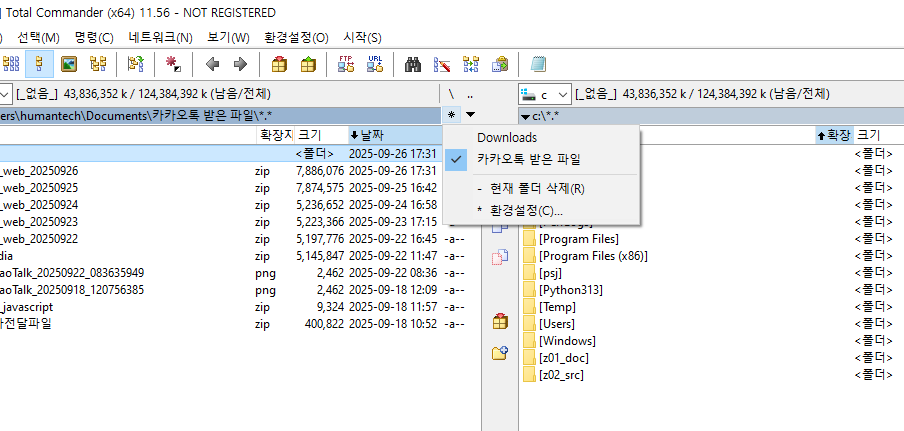 Total Commander (x64) 11.56 - NOT REGISTERED
) 선택(M) 명령(C) 네트워크(N) 보기(W) 환경설정(O) 시작(S)
FTP URL
[_없음_] 43,836,352 k / 124,384,392 k (남음/전체) \ .. c [_없음_] 43,836,352 k / 124,384,392 k (남음/전체)
ers\humantech\Documents\카카오톡 받은 파일\*.* * c:\*.*
확장자 크기 날짜 확장 크기
<폴더> 2025-09-26 17:31
_web_20250926 zip 7,886,076 2025-09-26 17:31
_web_20250925 zip 7,874,575 2025-09-25 16:42
_web_20250924 zip 5,236,652 2025-09-24 16:58
_web_20250923 zip 5,223,366 2025-09-23 17:15
_web_20250922 zip 5,197,776 2025-09-22 16:45 -a--
dia zip 5,145,847 2025-09-22 11:47 -a--
aoTalk_20250922_083635949 png 2,462 2025-09-22 08:36 -a--
aoTalk_20250918_120756385 png 2,462 2025-09-18 12:09 -a--
_javascript zip 9,324 2025-09-18 11:57 -a--
전달파일 zip 400,822 2025-09-18 10:52 -a--
Downloads
카카오톡 받은 파일
- 현재 폴더 삭제(R)
* 환경설정(C)...
<폴더>
<폴더>
<폴더>
<폴더>
<폴더>
[Program Files] <폴더>
[Program Files (x86)] <폴더>
[psj] <폴더>
[Python313] <폴더>
[Temp] <폴더>
[Users] <폴더>
[Windows] <폴더>
[z01_doc] <폴더>
[z02_src] <폴더>